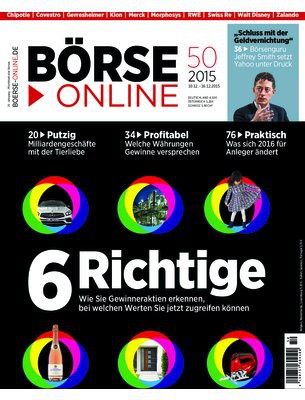 Chipotle | Covestro | Gerresheimer | Kion | Merck | Morphosys | RWE | Swiss Re | Walt Disney | Zalando
BÖRSE-ONLINE.DE
BÖRSE
ONLINE
50
2015
10.12. - 16.12.2015
„Schluss mit der
Geldvernichtung“
36 Börsenguru
Jeffrey Smith setzt
Yahoo unter Druck
20 Putzig
Milliardengeschäfte
mit der Tierliebe
34 Profitabel
Welche Währungen
Gewinne versprechen
76 Praktisch
Was sich 2016 für
Anleger ändert
6 Richtige
Wie Sie Gewinneraktien erkennen,
bei welchen Werten Sie jetzt zugreifen können